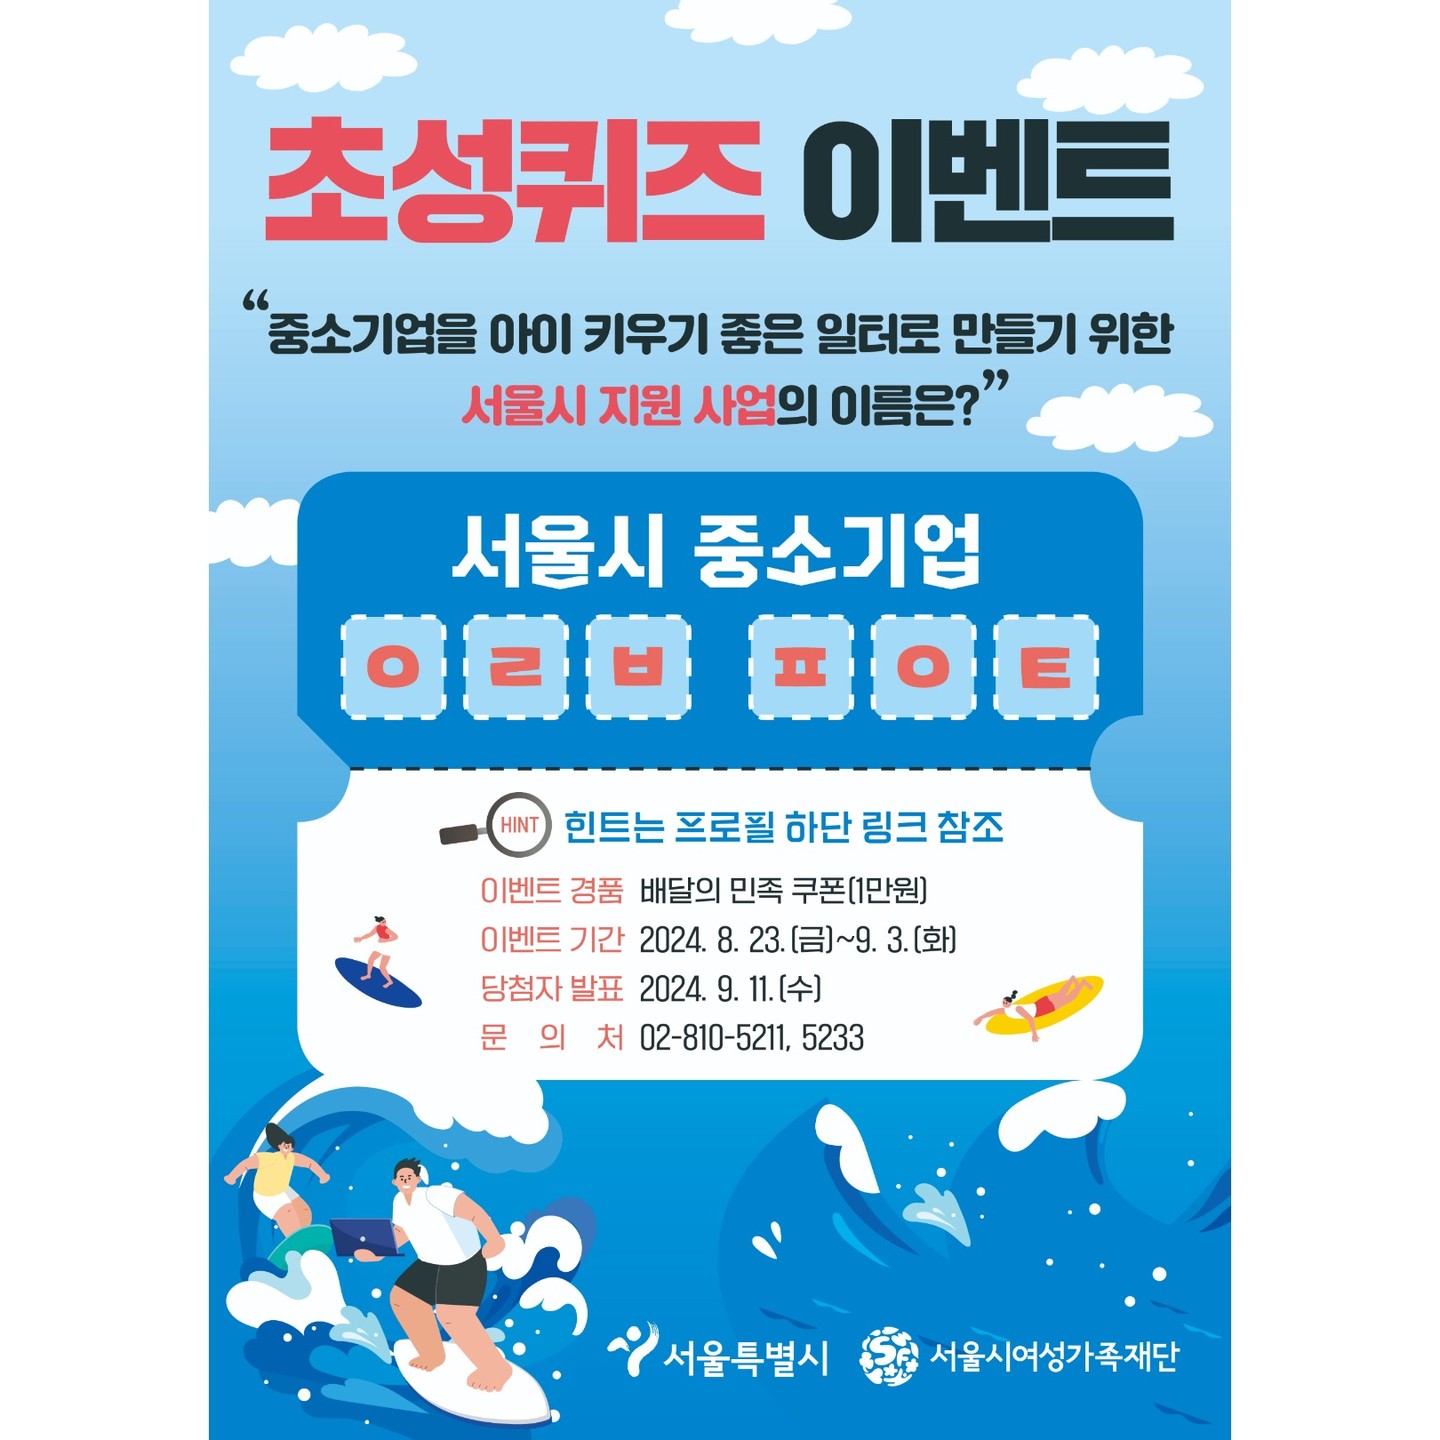 초성퀴즈 이벤트
“중소기업을 아이 키우기 좋은 일터로 만들기 위한
서울시 지원 사업의 이름은?”
서울시 중소기업
ㅇㄹㅂ ㅍㅇㅌ
HINT 힌트는 프로필 하단 링크 참조
이벤트 경품 배달의 민족 쿠폰(1만원)
이벤트 기간 2024. 8. 23.(금)~9. 3.(화)
당첨자 발표 2024. 9. 11.(수)
문 의 처 02-810-5211, 5233
서울특별시 서울시여성가족재단